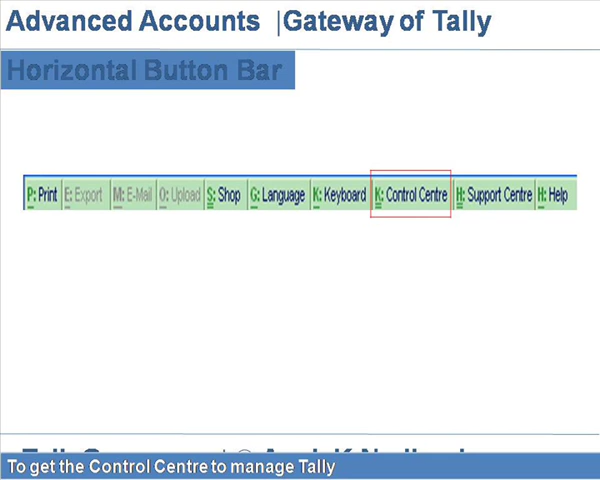 Advanced Accounts |Gateway of Tally
Horizontal Button Bar
P: Print E: Export M: E-Mail O: Upload S: Shop G: Language K: Keyboard K: Control Centre H: Support Centre H: Help
To get the Control Centre to manage Tally